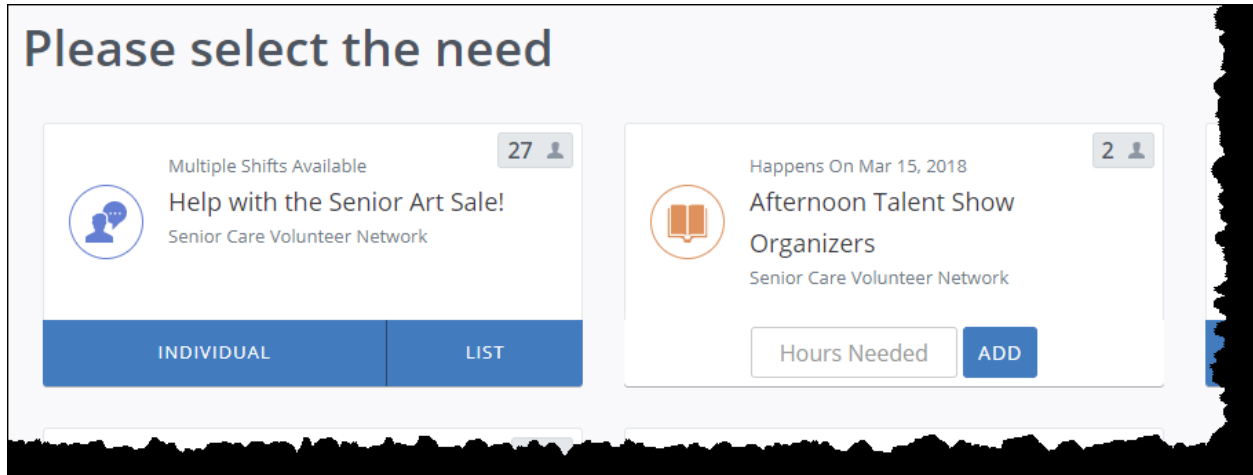 Please select the need
27
Multiple Shifts Available
Help with the Senior Art Sale!
Senior Care Volunteer Network
INDIVIDUAL
LIST
2
Happens On Mar 15, 2018
Afternoon Talent Show
Organizers
Senior Care Volunteer Network
Hours Needed
ADD